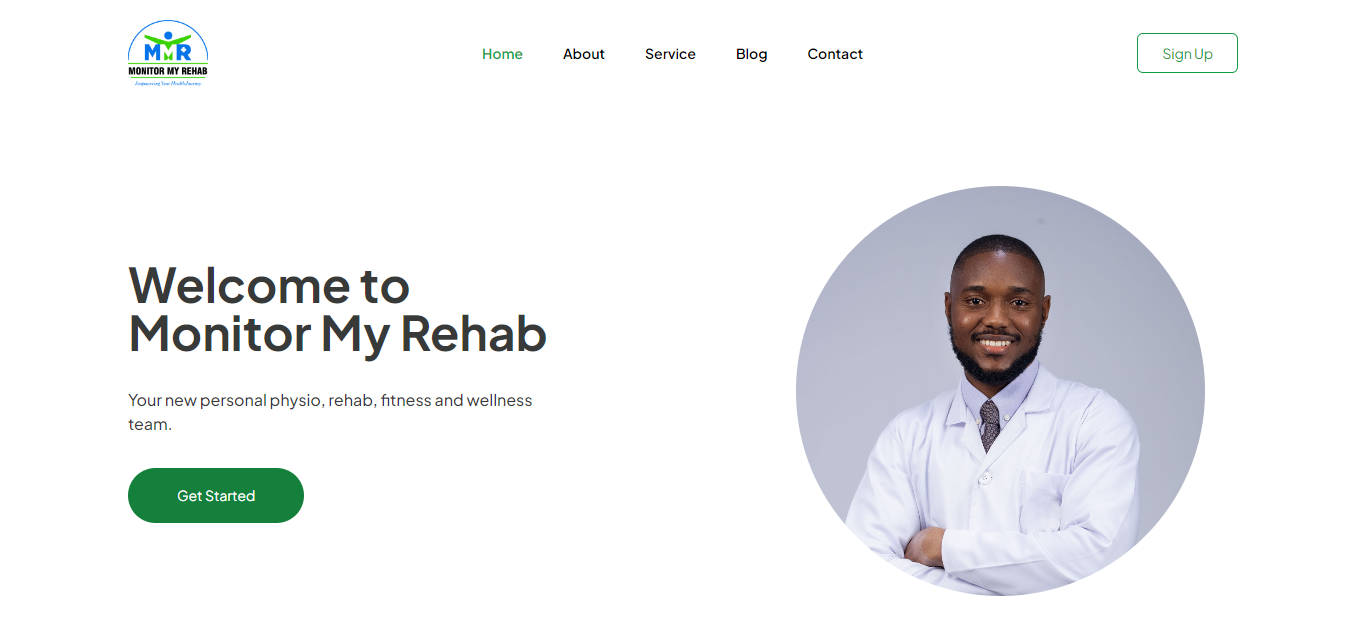 MMR
MONITOR MY REHAB
Empowering Your Health Journey
Home
About
Service
Blog
Contact
Sign Up
Welcome to
Monitor My Rehab
Your new personal physio, rehab, fitness and wellness
team.
Get Started